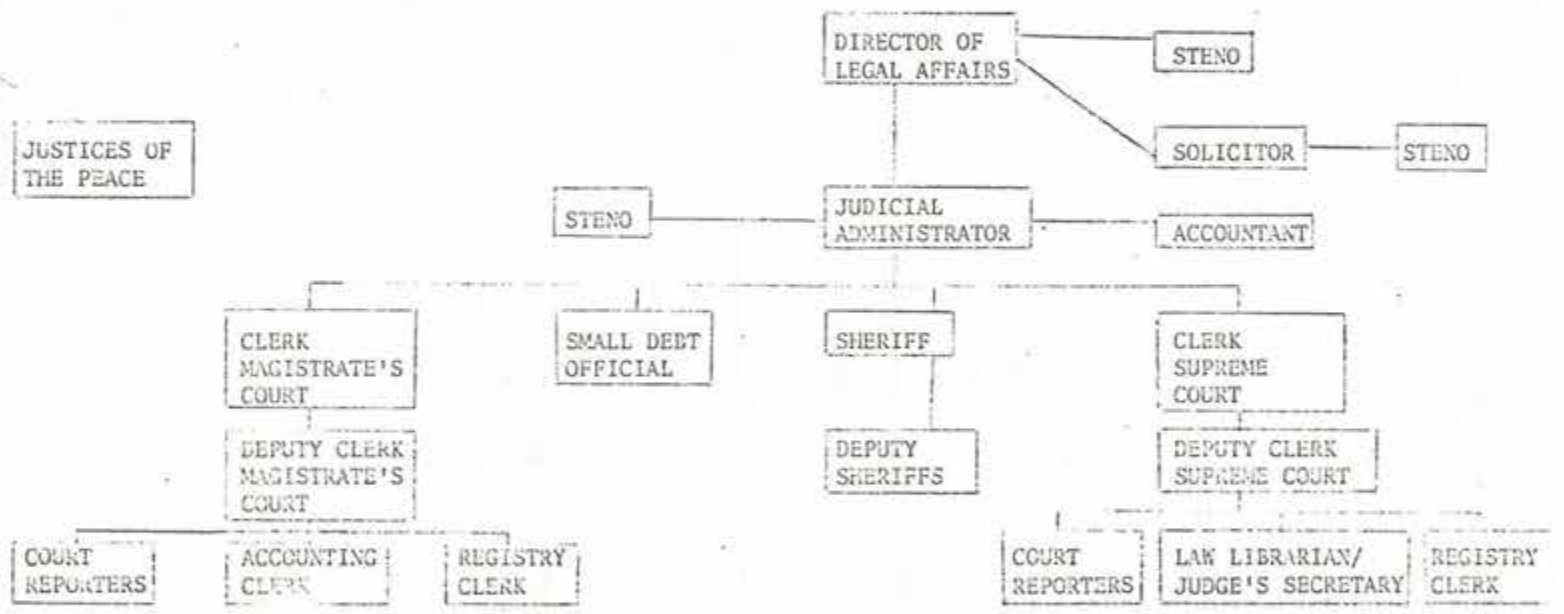 DIRECTOR OF
LEGAL AFFAIRS
STENO
JUSTICES OF
THE PEACE
SOLICITOR
STENO
STENO
JUDICIAL
ADMINISTRATOR
ACCOUNTANT
CLERK
MAGISTRATE'S
COURT
SMALL DEBT
OFFICIAL
SHERIFF
CLERK
SUPREME
COURT
DEPUTY CLERK
MAGISTRATE'S
COURT
DEPUTY
SHERIFFS
DEPUTY CLERK
SUPREME COURT
COURT
REPORTERS
ACCOUNTING
CLERK
REGISTRY
CLERK
COURT
REPORTERS
LAW LIBRARIAN/
JUDGE'S SECRETARY
REGISTRY
CLERK